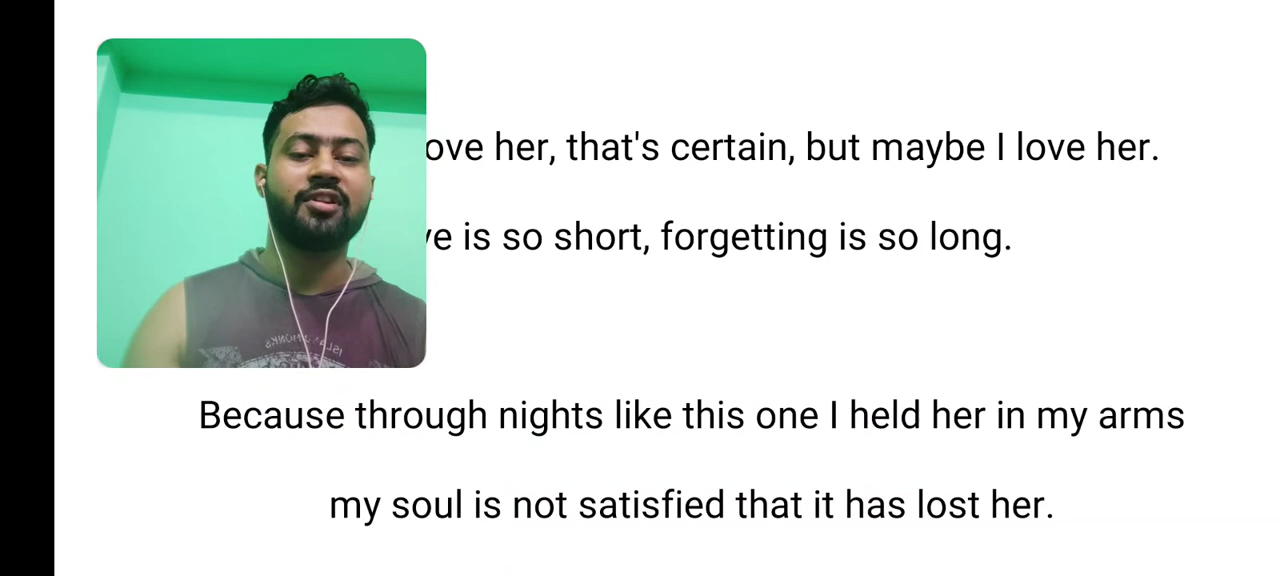 her, that's certain, but maybe I love her.
is so short, forgetting is so long.
Because through nights like this one I held her in my arms
my soul is not satisfied that it has lost her.